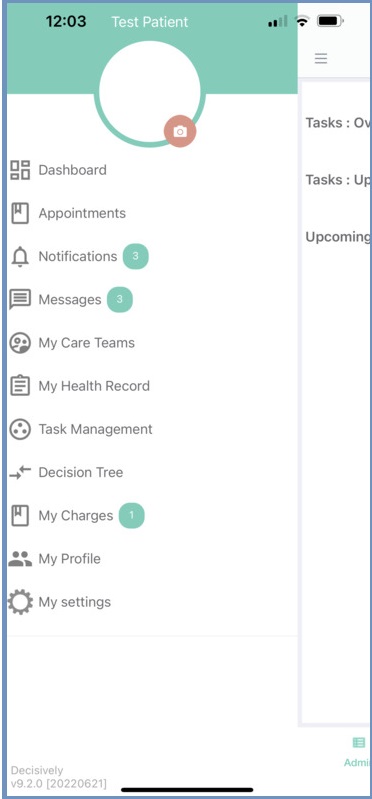 12:03
Test Patient
Dashboard
Appointments
Notifications 3
Messages 3
My Care Teams
My Health Record
Task Management
Decision Tree
My Charges 1
My Profile
My settings
Decisively
v9.2.0 [20220621]
Tasks : Ov
Tasks : Up
Upcoming
Admi